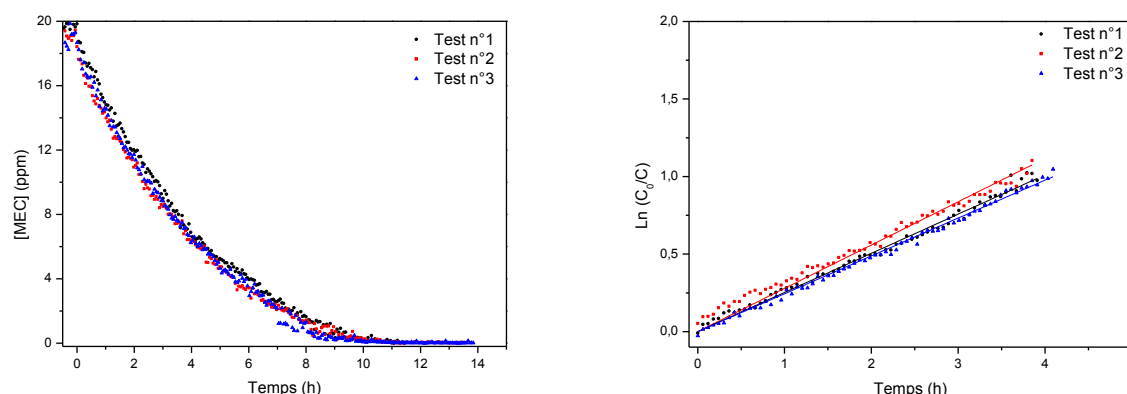 20
16
12
8
4
0
[MEC] (ppm)
Test n°1
Test n°2
Test n°3
0 2 4 6 8 10 12 14
Temps (h)
2,0
1,5
1,0
0,5
0,0
Ln (C₀/C)
Test n°1
Test n°2
Test n°3
0 1 2 3 4
Temps (h)